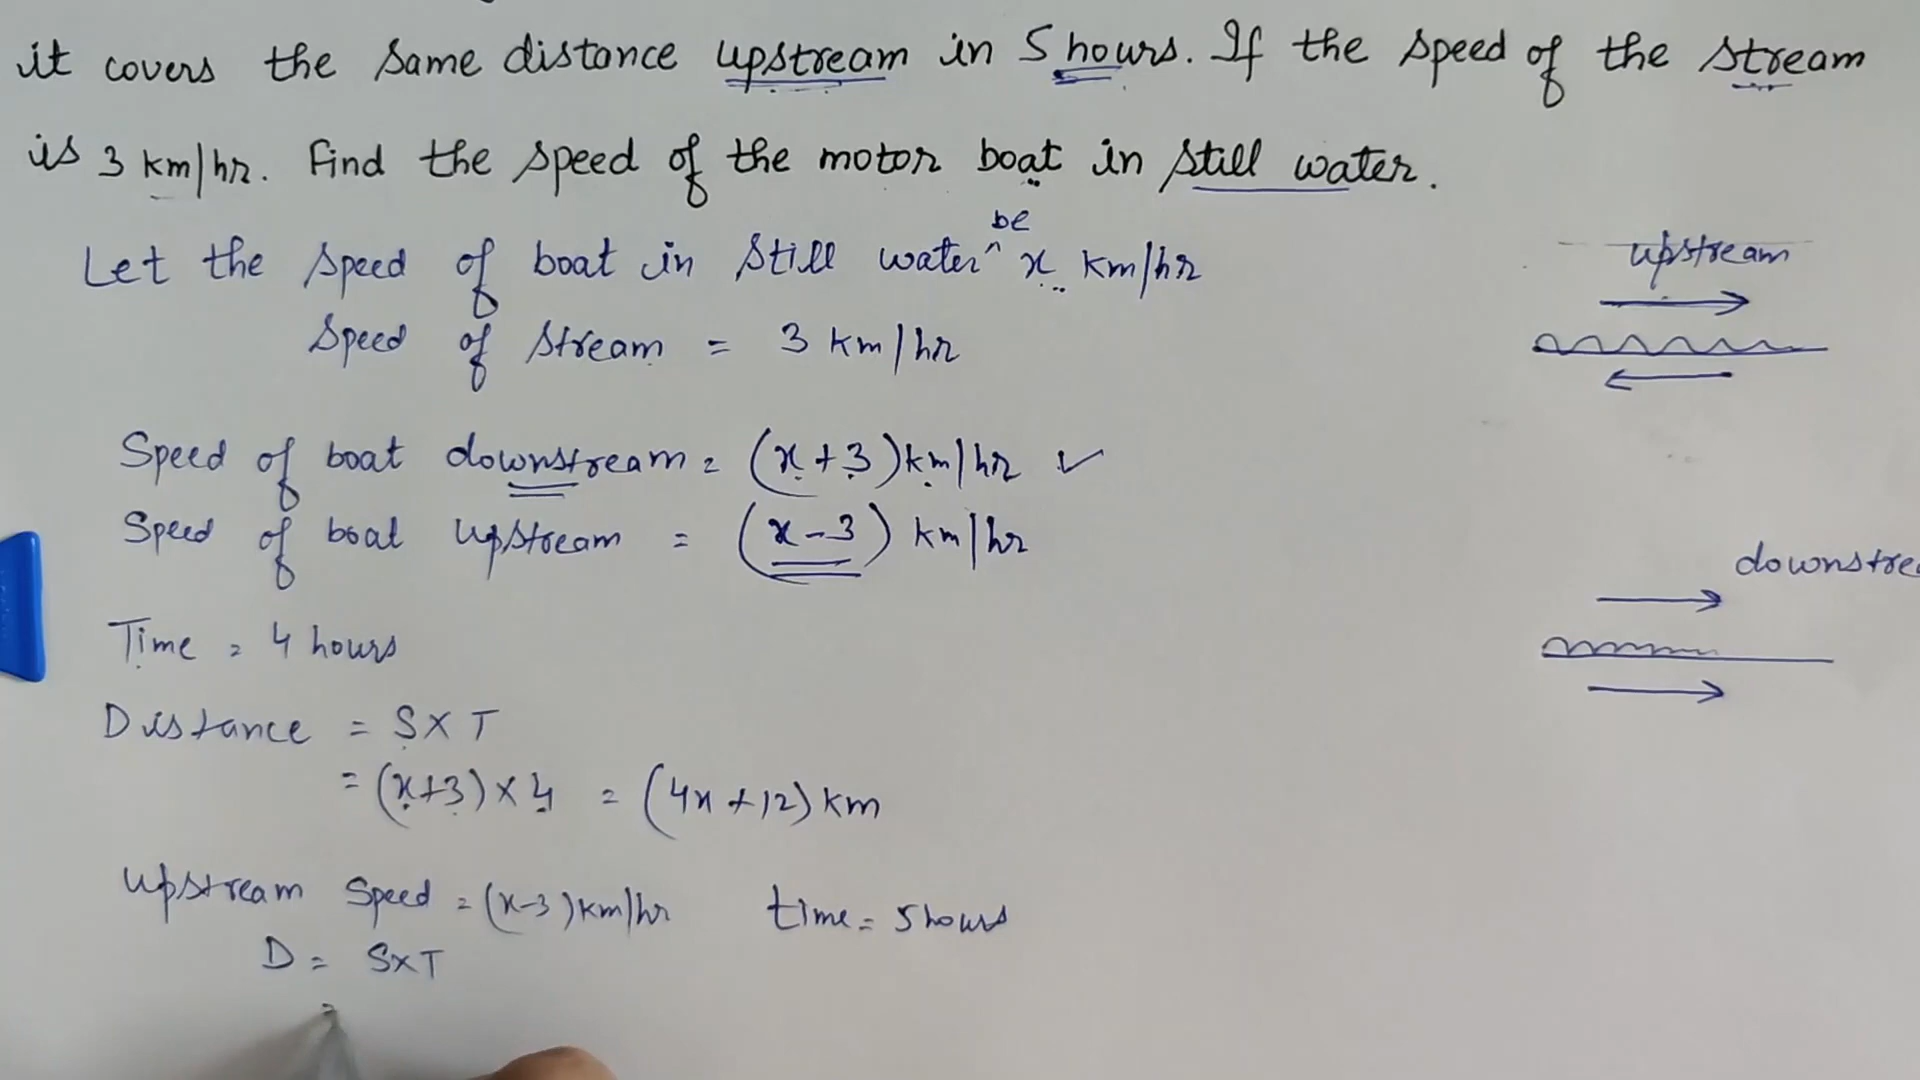 it covers the same distance upstream in 5 hours. If the speed of the stream
is 3 km/hr. Find the speed of the motor boat in still water.
be
Let the speed of boat in still water ^ x km/hr
upstream
Speed of stream = 3 km/hr
Speed of boat downstream = (x+3) km/hr ✓
Speed of boat upstream = (x-3) km/hr
downstre
Time = 4 hours
Distance = S×T
= (x+3)×4 = (4x+12) km
Upstream Speed = (x-3) km/hr time = 5 hours
D = S×T
=